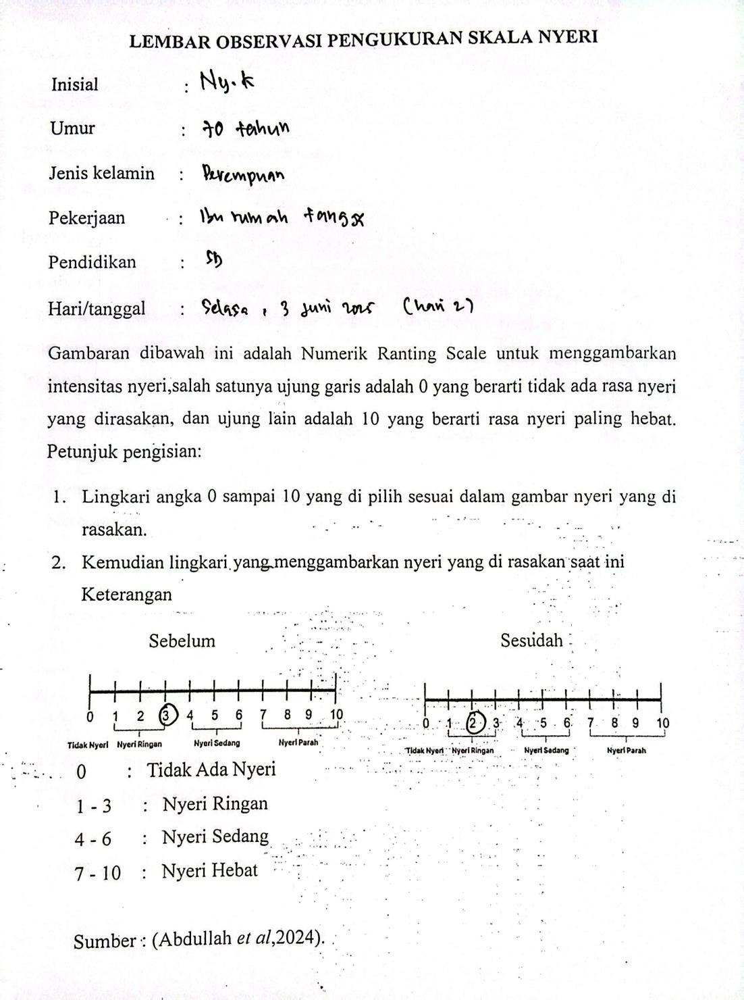 LEMBAR OBSERVASI PENGUKURAN SKALA NYERI
Inisial : Ny. K
Umur : 70 tahun
Jenis kelamin : Perempuan
Pekerjaan : Ibu rumah tangga
Pendidikan : SD
Hari/tanggal : Selasa, 3 Juni 2025 (hari 2)
Gambaran dibawah ini adalah Numerik Ranting Scale untuk menggambarkan
intensitas nyeri,salah satunya ujung garis adalah 0 yang berarti tidak ada rasa nyeri
yang dirasakan, dan ujung lain adalah 10 yang berarti rasa nyeri paling hebat.
Petunjuk pengisian:
1. Lingkari angka 0 sampai 10 yang di pilih sesuai dalam gambar nyeri yang di
rasakan.
2. Kemudian lingkari yang menggambarkan nyeri yang di rasakan saat ini
Keterangan
Sebelum Sesudah
0 1 2 3 4 5 6 7 8 9 10
Tidak Nyeri Nyeri Ringan Nyeri Sedang Nyeri Parah
0 1 2 3 4 5 6 7 8 9 10
Tidak Nyeri Nyeri Ringan Nyeri Sedang Nyeri Parah
0 : Tidak Ada Nyeri
1 - 3 : Nyeri Ringan
4 - 6 : Nyeri Sedang
7 - 10 : Nyeri Hebat
Sumber : (Abdullah et al,2024).